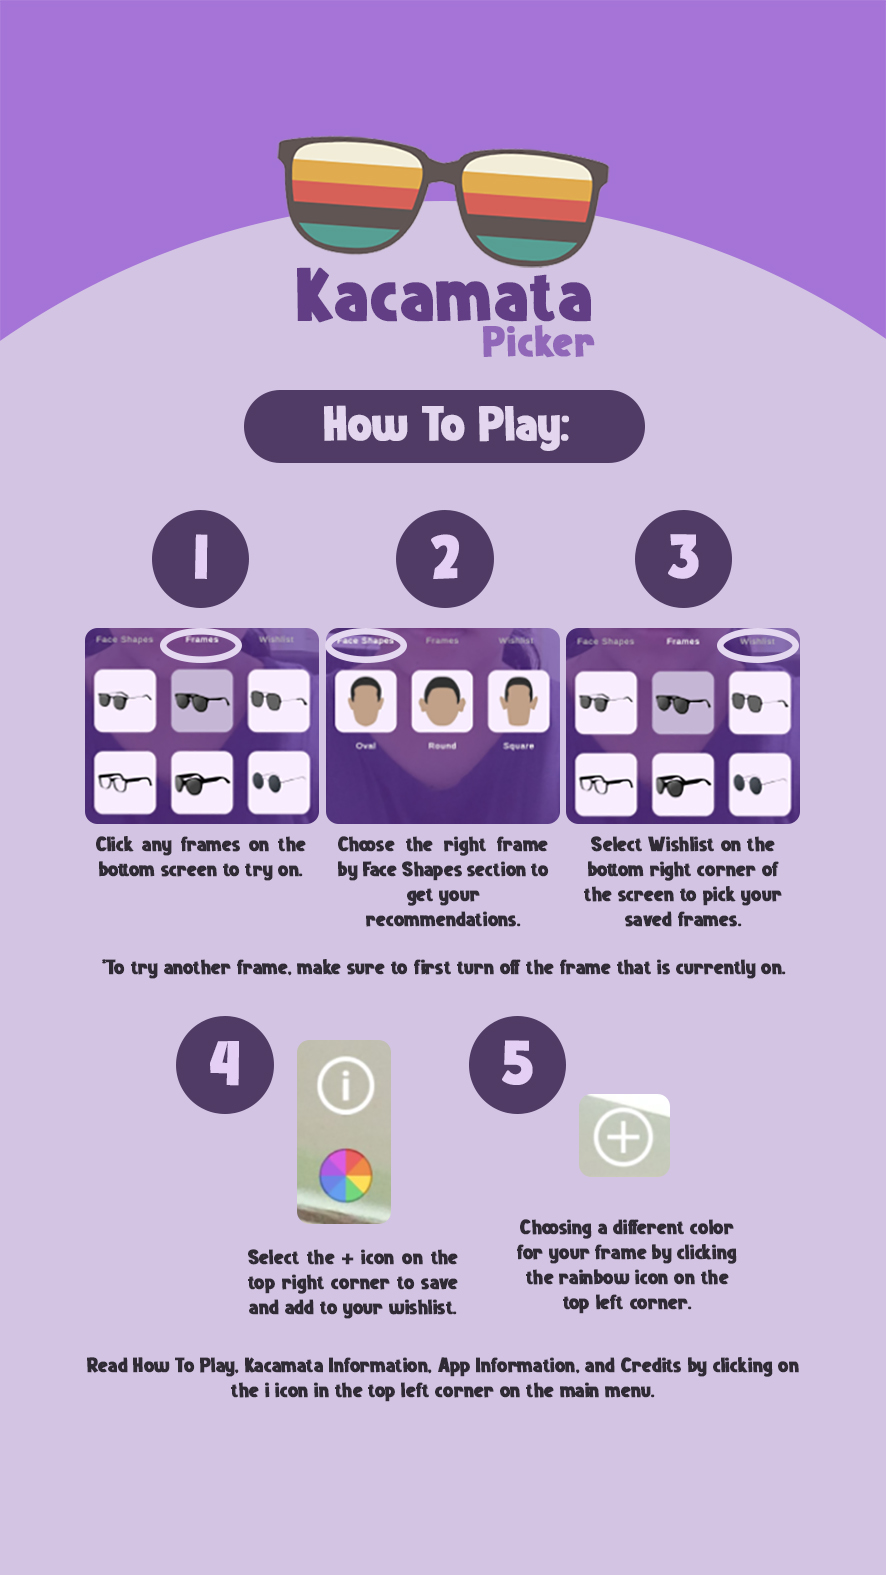 Kacamata
Picker
How To Play:
1
2
3
Face Shapes Frames Wishlist
Face Shapes Frames Wishlist
Oval Round Square
Face Shapes Frames Wishlist
Click any frames on the
bottom screen to try on.
Choose the right frame
by Face Shapes section to
get your
recommendations.
Select Wishlist on the
bottom right corner of
the screen to pick your
saved frames.
*To try another frame, make sure to first turn off the frame that is currently on.
4
i
5
Select the + icon on the
top right corner to save
and add to your wishlist.
Choosing a different color
for your frame by clicking
the rainbow icon on the
top left corner.
Read How To Play, Kacamata Information, App Information, and Credits by clicking on
the i icon in the top left corner on the main menu.